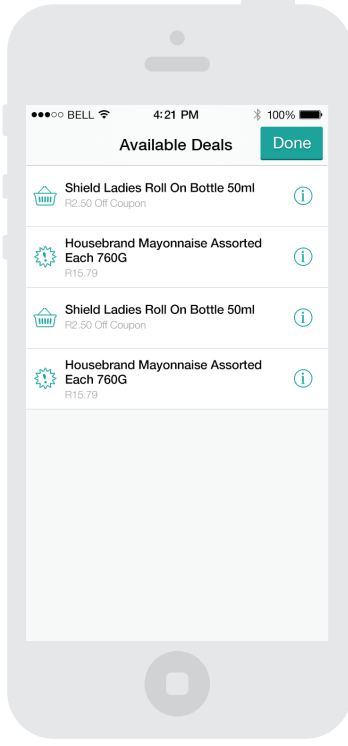 BELL 4:21 PM 100%
Available Deals Done
Shield Ladies Roll On Bottle 50ml
R2.50 Off Coupon
Housebrand Mayonnaise Assorted
Each 760G
R15.79
Shield Ladies Roll On Bottle 50ml
R2.50 Off Coupon
Housebrand Mayonnaise Assorted
Each 760G
R15.79